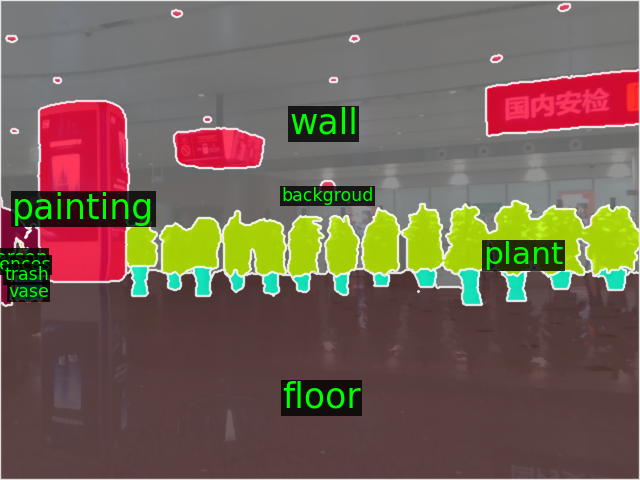 国内安检
wall
backgroud
painting
plant
trash
vase
floor